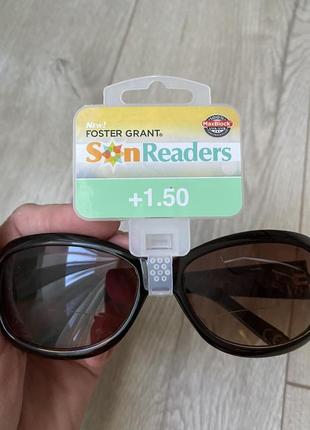 New!
FOSTER GRANT®
SunReaders
MaxBlock
+1.50